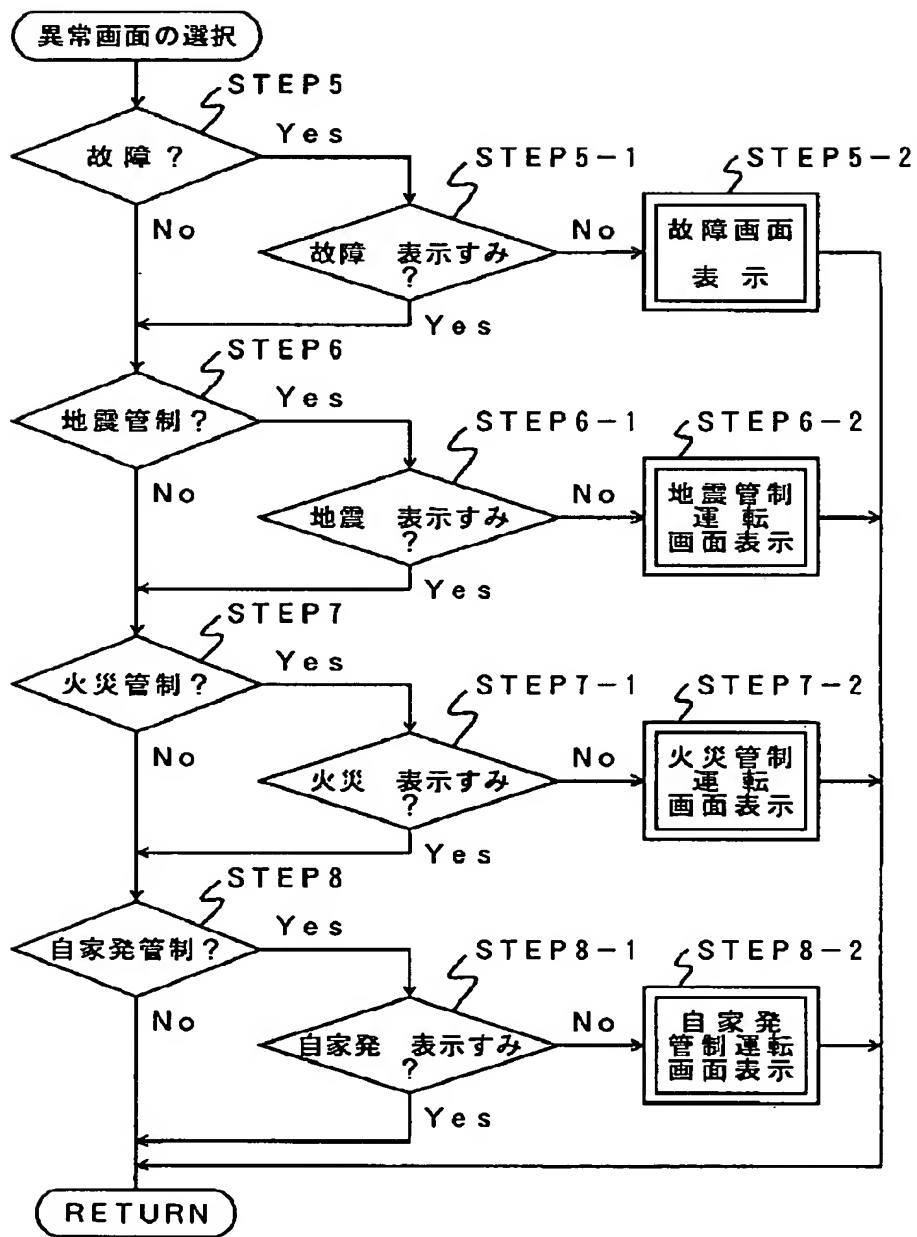 異常画面の選択
STEP5
故障?
Yes
No
STEP5-1
故障 表示すみ
?
No
Yes
STEP5-2
故障画面
表示
STEP6
地震管制?
Yes
No
STEP6-1
地震 表示すみ
?
No
Yes
STEP6-2
地震管制
運転
画面表示
STEP7
火災管制?
Yes
No
STEP7-1
火災 表示すみ
?
No
Yes
STEP7-2
火災管制
運転
画面表示
STEP8
自家発管制?
Yes
No
STEP8-1
自家発 表示すみ
?
No
Yes
STEP8-2
自家発
管制運転
画面表示
RETURN